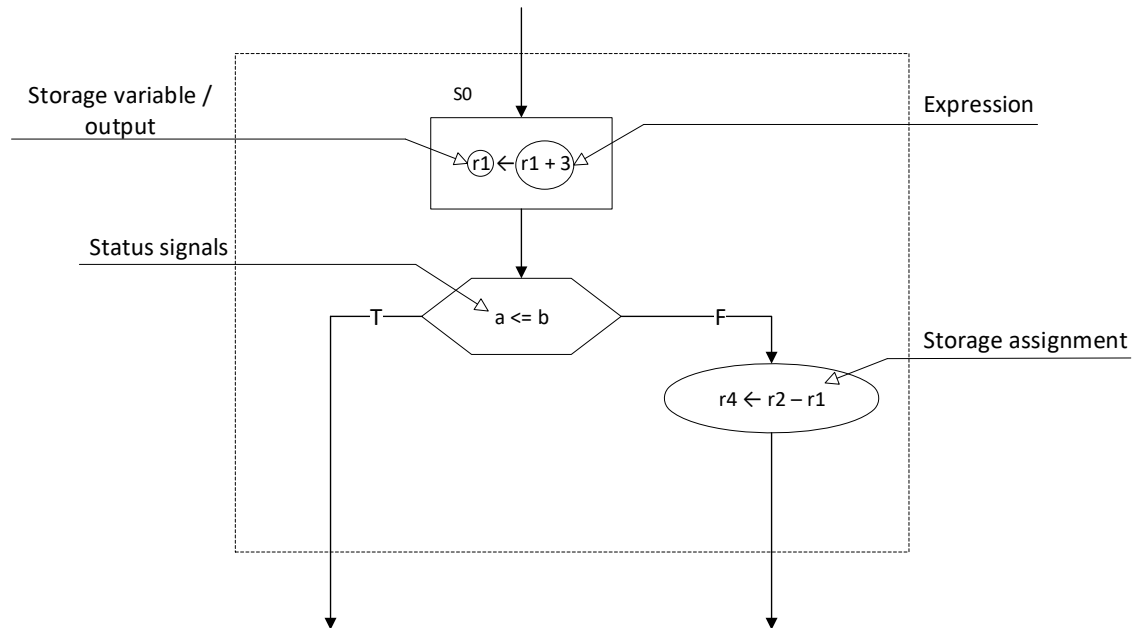 Storage variable /
output
S0
Expression
r1 ← r1 + 3
Status signals
T
a <= b
F
Storage assignment
r4 ← r2 – r1